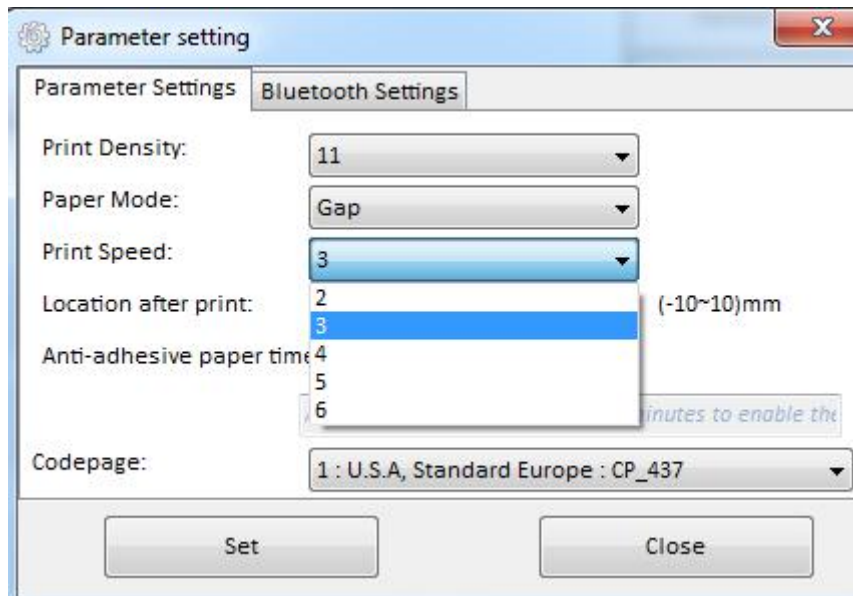 Parameter setting
Parameter Settings
Bluetooth Settings
Print Density:
11
Paper Mode:
Gap
Print Speed:
3
2
3
4
5
6
Location after print:
(-10~10)mm
Anti-adhesive paper
minutes to enable the
Codepage:
1 : U.S.A, Standard Europe : CP_437
Set
Close